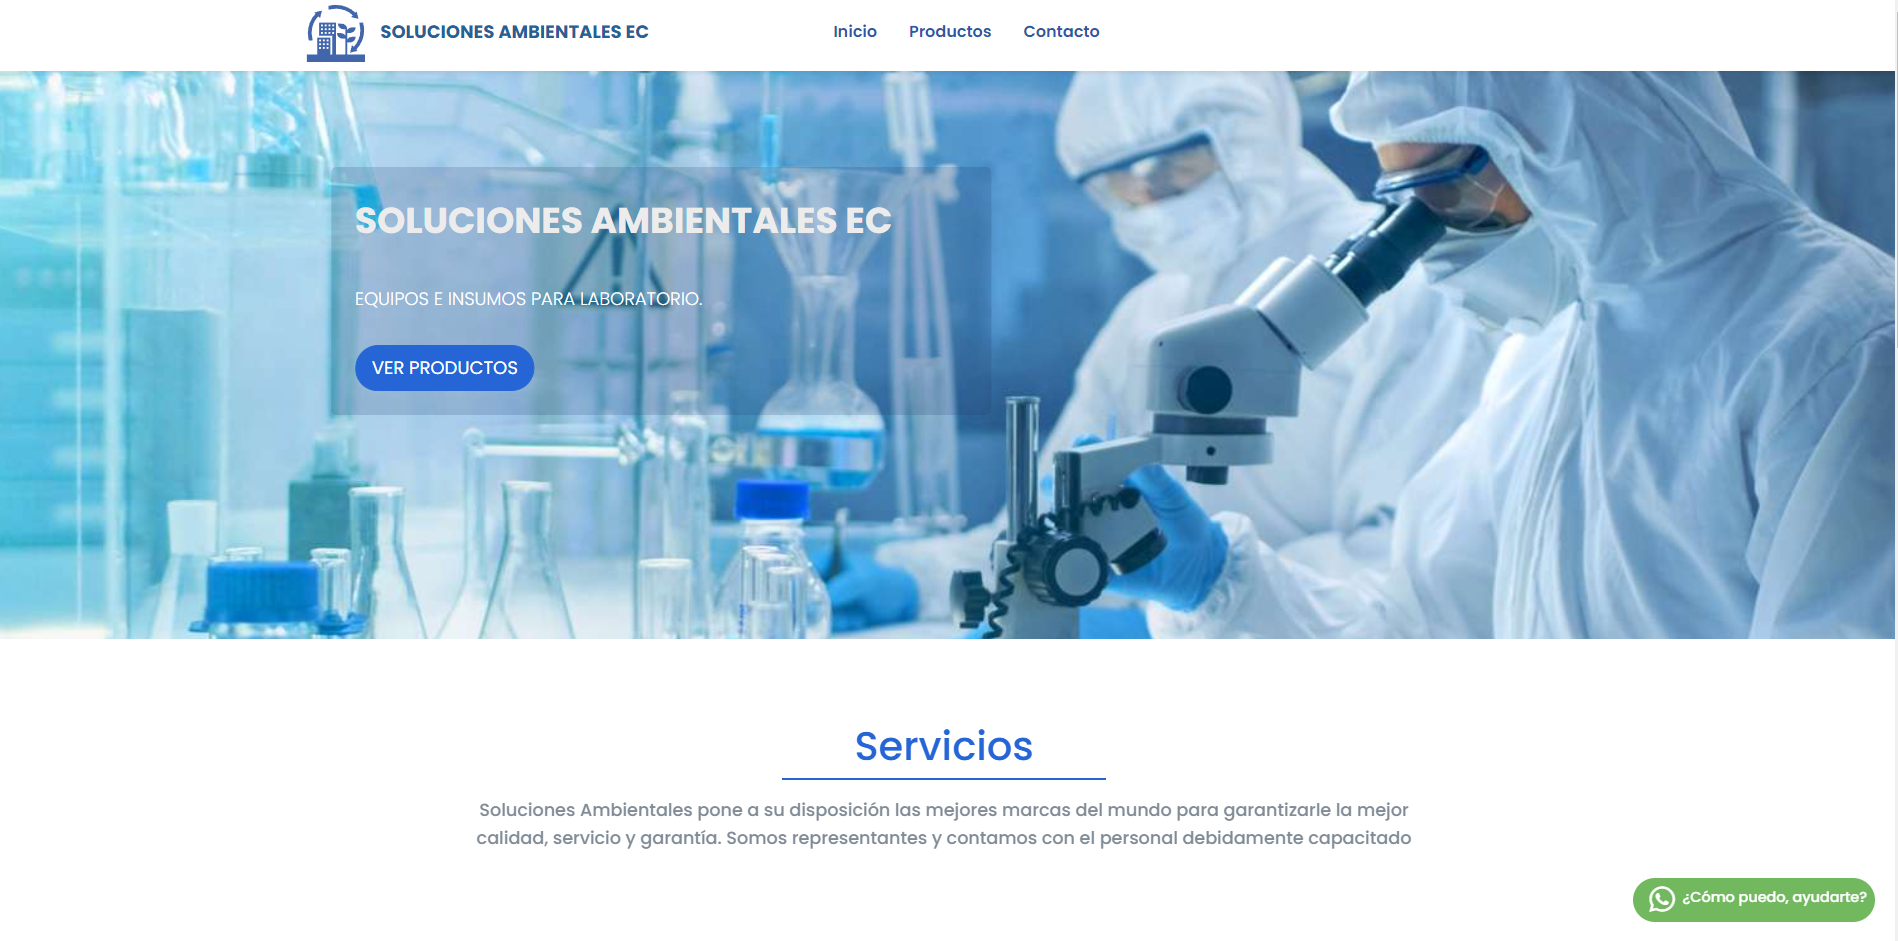 SOLUCIONES AMBIENTALES EC
Inicio
Productos
Contacto
SOLUCIONES AMBIENTALES EC
EQUIPOS E INSUMOS PARA LABORATORIO.
VER PRODUCTOS
Servicios
Soluciones Ambientales pone a su disposición las mejores marcas del mundo para garantizarle la mejor
calidad, servicio y garantía. Somos representantes y contamos con el personal debidamente capacitado
¿Cómo puedo, ayudarte?